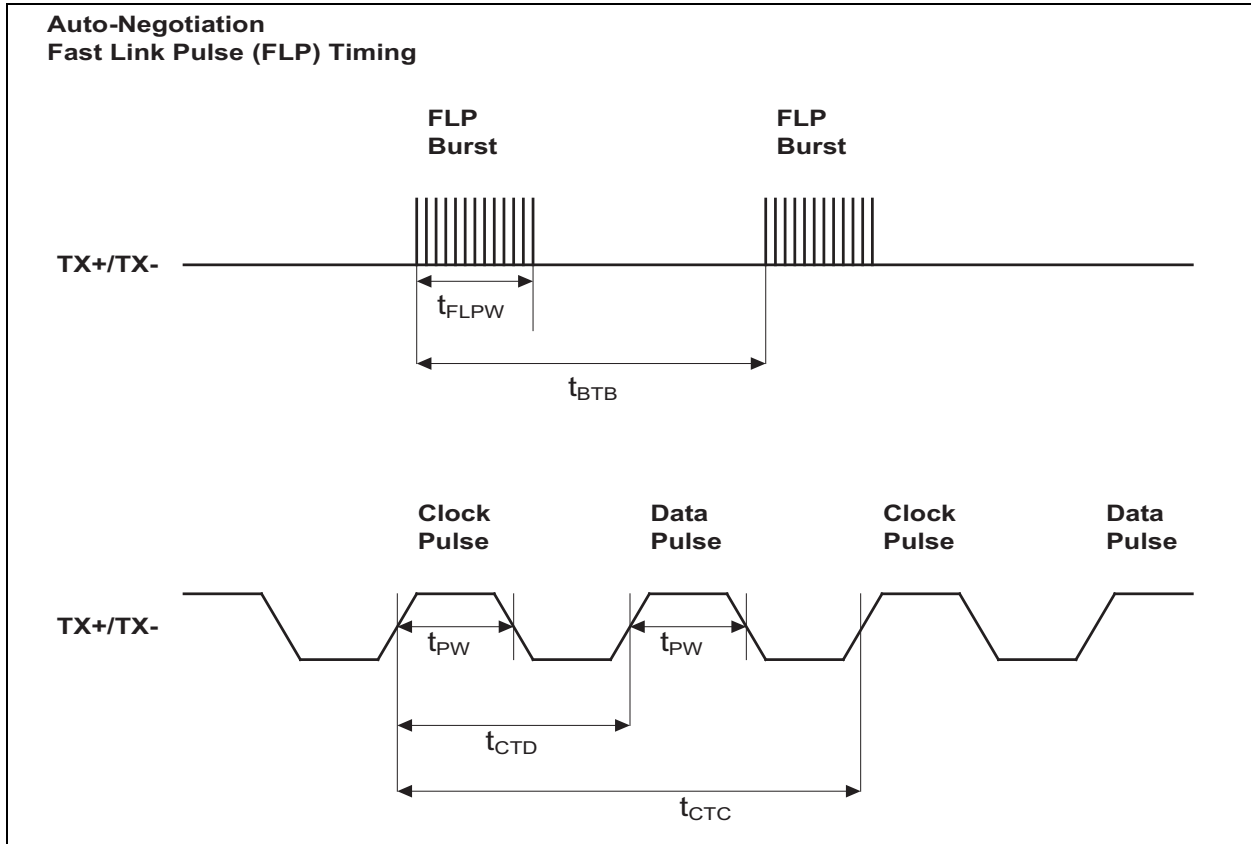 Auto-Negotiation
Fast Link Pulse (FLP) Timing
FLP
Burst
FLP
Burst
TX+/TX-
tFLPW
tBTB
Clock
Pulse
Data
Pulse
Clock
Pulse
Data
Pulse
TX+/TX-
tPW
tPW
tCTD
tCTC